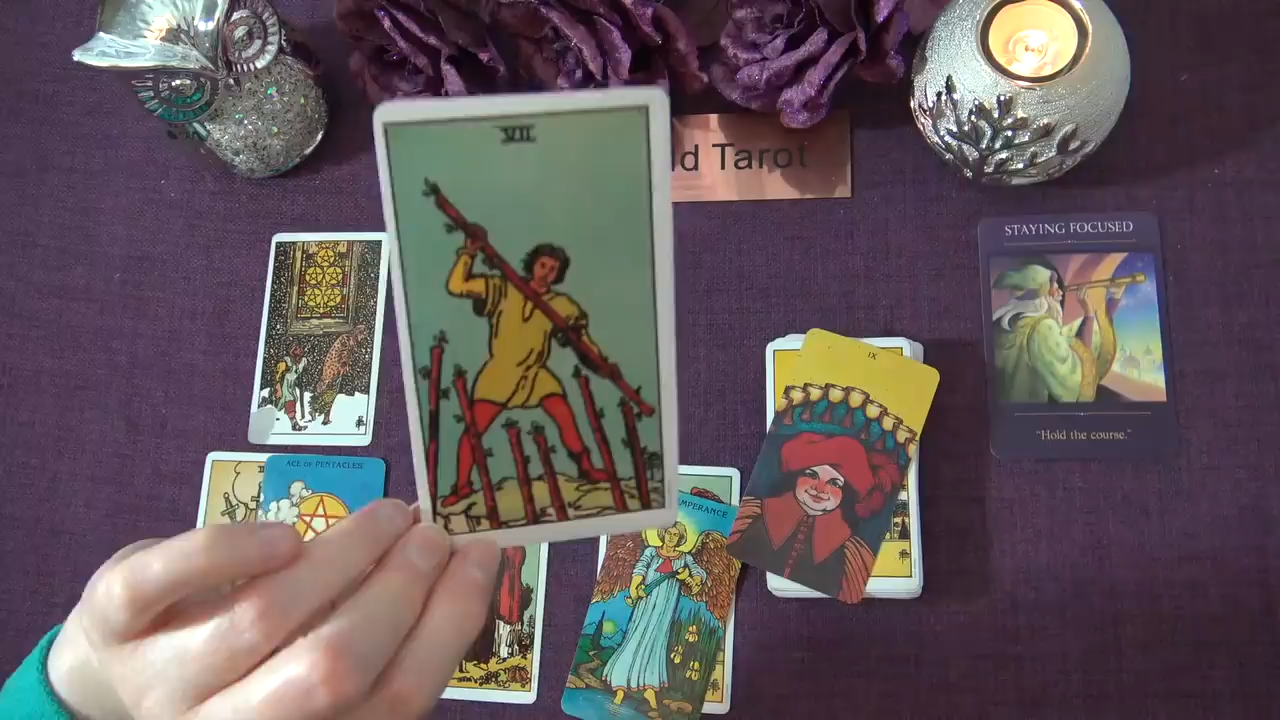 VII
ld Tarot
STAYING FOCUSED
IX
"Hold the course."
ACE OF PENTACLES
MPERANCE